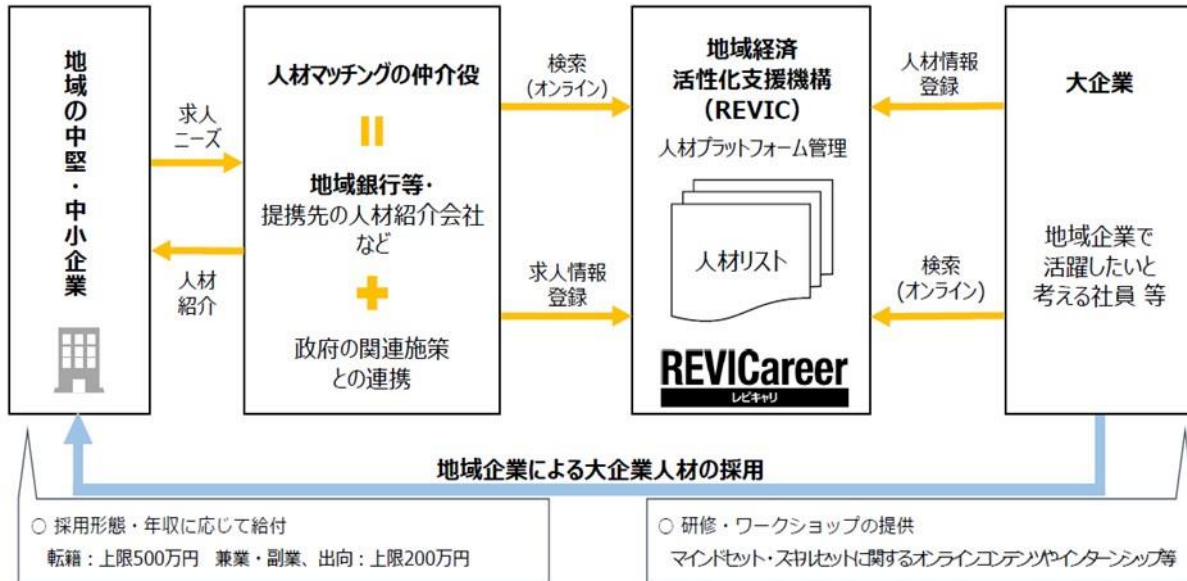 地域の中堅・中小企業
求人
ニーズ
人材
紹介
人材マッチングの仲介役
地域銀行等・
提携先の人材紹介会社
など
政府の関連施策
との連携
検索
(オンライン)
求人情報
登録
地域経済
活性化支援機構
(REVIC)
人材プラットフォーム管理
人材リスト
REVICareer
レビキャリ
人材情報
登録
検索
(オンライン)
大企業
地域企業で
活躍したいと
考える社員 等
地域企業による大企業人材の採用
○ 採用形態・年収に応じて給付
転籍：上限500万円 兼業・副業、出向：上限200万円
○ 研修・ワークショップの提供
マインドセット・スキルセットに関するオンラインコンテンツやインターンシップ等